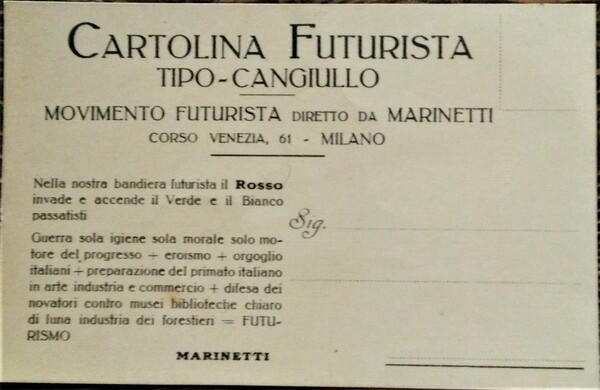 CARTOLINA FUTURISTA
TIPO-CANGIULLO
MOVIMENTO FUTURISTA DIRETTO DA MARINETTI
CORSO VENEZIA, 61 - MILANO
Nella nostra bandiera futurista il Rosso
invade e accende il Verde e il Bianco
passatisti
Guerra sola igiene sola morale solo mo-
tore del progresso + eroismo + orgoglio
italiani + preparazione del primato italiano
in arte industria e commercio + difesa dei
novatori contro musei biblioteche chiaro
di luna industria dei forestieri = FUTU-
RISMO
MARINETTI
Sig.